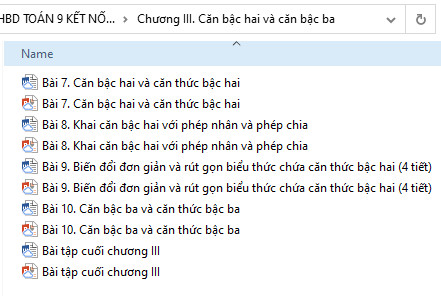 HBD TOÁN 9 KẾT NỐ... > Chương III. Căn bậc hai và căn bậc ba
Name
Bài 7. Căn bậc hai và căn thức bậc hai
Bài 7. Căn bậc hai và căn thức bậc hai
Bài 8. Khai căn bậc hai với phép nhân và phép chia
Bài 8. Khai căn bậc hai với phép nhân và phép chia
Bài 9. Biến đổi đơn giản và rút gọn biểu thức chứa căn thức bậc hai (4 tiết)
Bài 9. Biến đổi đơn giản và rút gọn biểu thức chứa căn thức bậc hai (4 tiết)
Bài 10. Căn bậc ba và căn thức bậc ba
Bài 10. Căn bậc ba và căn thức bậc ba
Bài tập cuối chương III
Bài tập cuối chương III